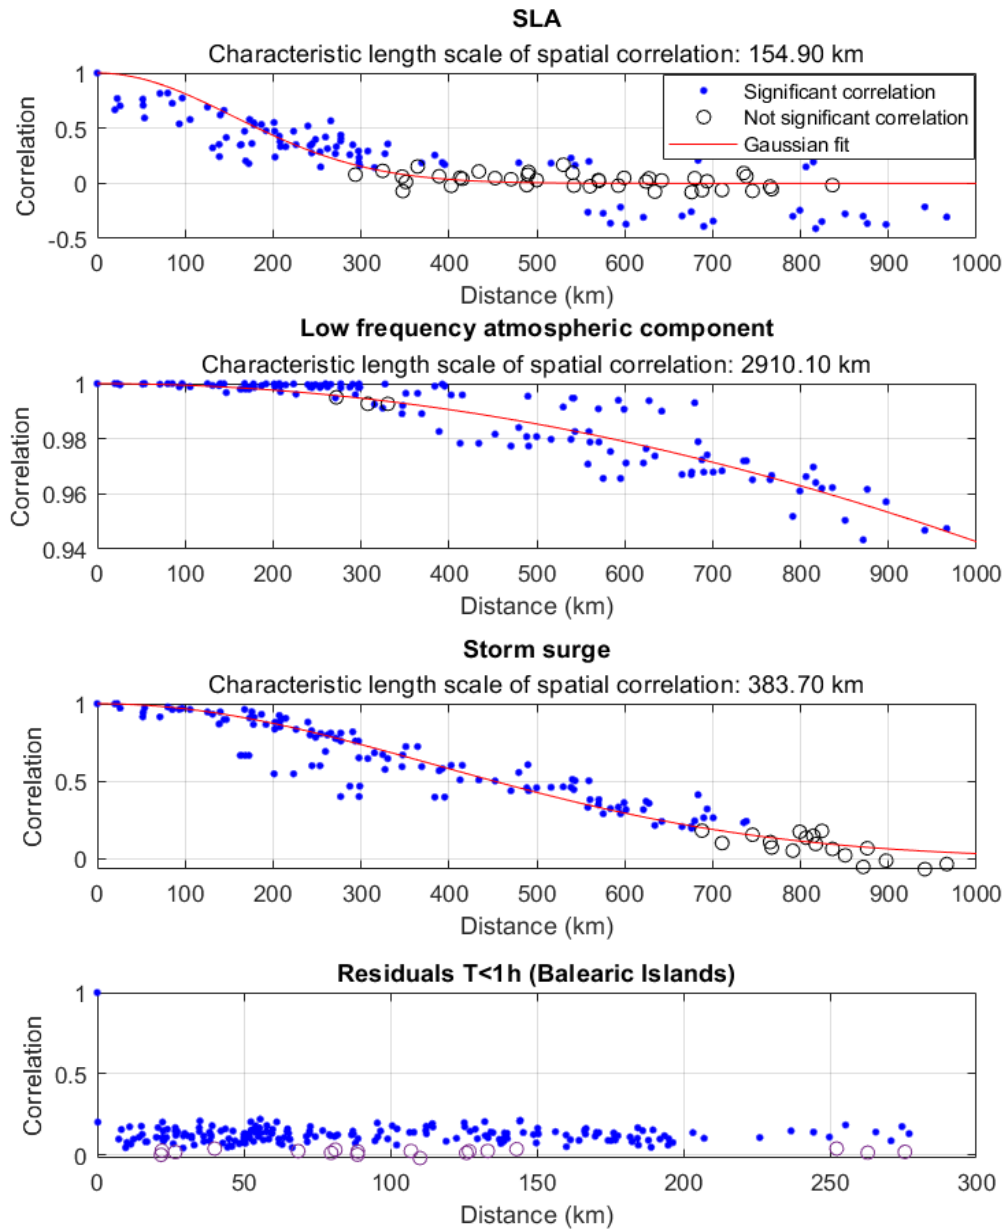 SLA
Characteristic length scale of spatial correlation: 154.90 km
1
0.5
0
-0.5
Correlation
Significant correlation
Not significant correlation
Gaussian fit
0 100 200 300 400 500 600 700 800 900 1000
Distance (km)
Low frequency atmospheric component
Characteristic length scale of spatial correlation: 2910.10 km
1
0.98
0.96
0.94
Correlation
0 100 200 300 400 500 600 700 800 900 1000
Distance (km)
Storm surge
Characteristic length scale of spatial correlation: 383.70 km
1
0.5
0
Correlation
0 100 200 300 400 500 600 700 800 900 1000
Distance (km)
Residuals T<1h (Balearic Islands)
1
0.5
0
Correlation
0 50 100 150 200 250 300
Distance (km)